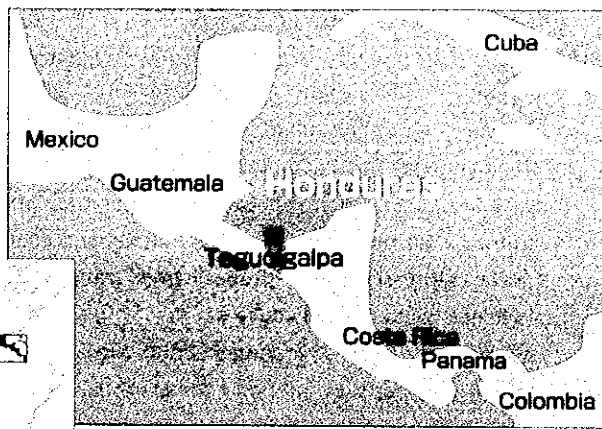 Cuba
Mexico
Guatemala
Honduras
Tegucigalpa
Costa Rica
Panama
Colombia